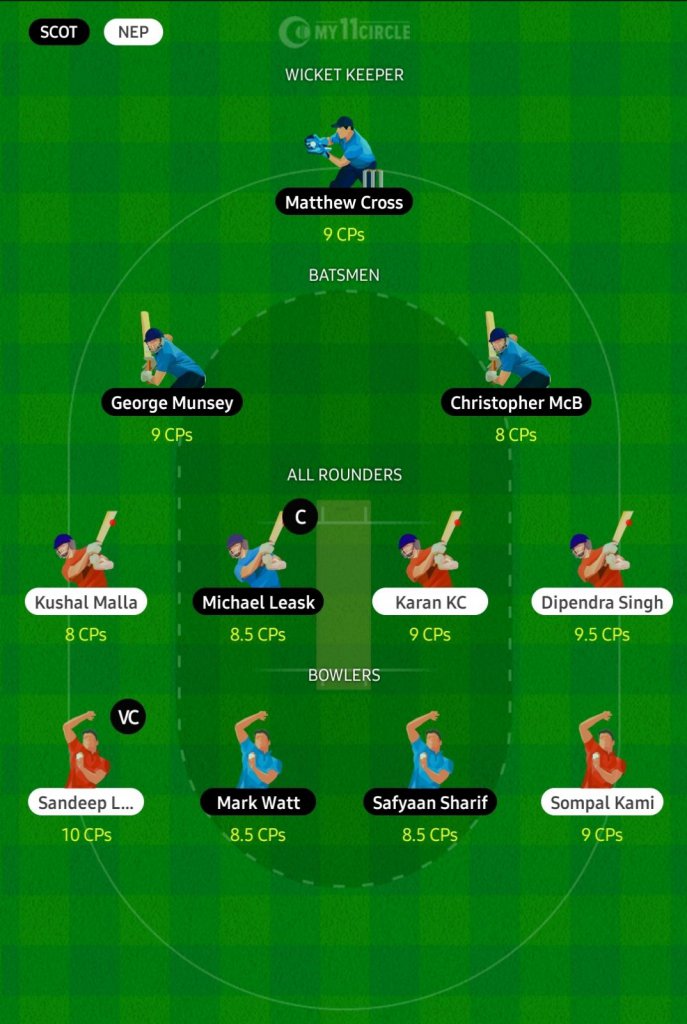 SCOT NEP MY11CIRCLE
WICKET KEEPER
Matthew Cross
9 CPs
BATSMEN
George Munsey Christopher McB
9 CPs 8 CPs
ALL ROUNDERS
C
Kushal Malla Michael Leask Karan KC Dipendra Singh
8 CPs 8.5 CPs 9 CPs 9.5 CPs
BOWLERS
VC
Sandeep L... Mark Watt Safyaan Sharif Sompal Kami
10 CPs 8.5 CPs 8.5 CPs 9 CPs